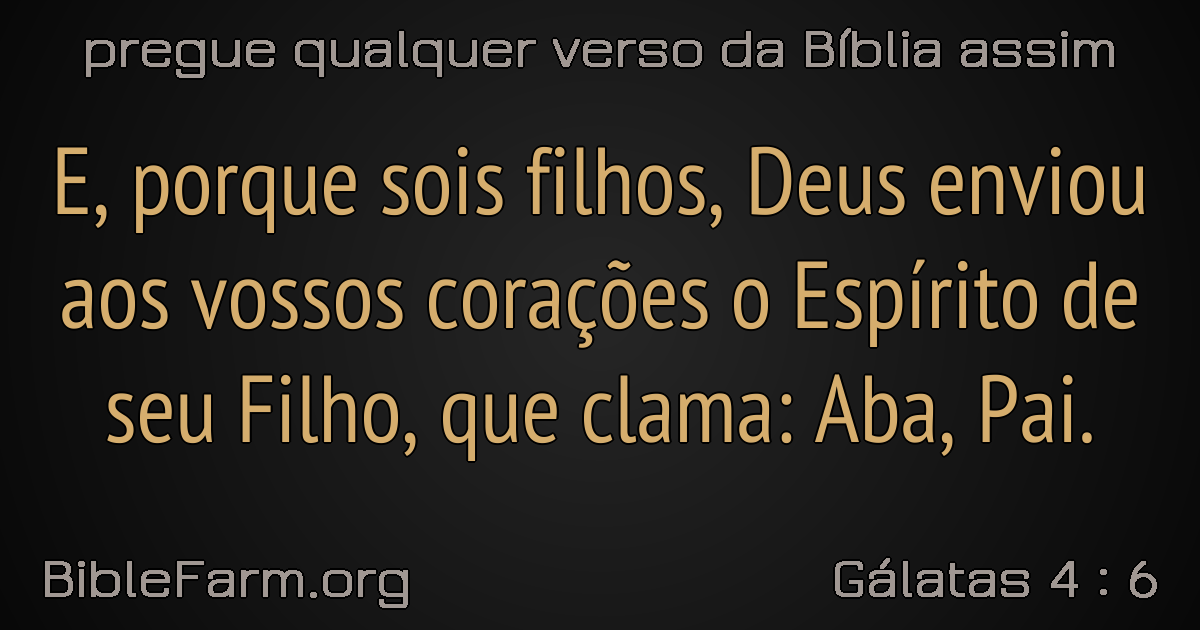 pregue qualquer verso da Bíblia assim
E, porque sois filhos, Deus enviou
aos vossos corações o Espírito de
seu Filho, que clama: Aba, Pai.
BibleFarm.org
Gálatas 4 : 6